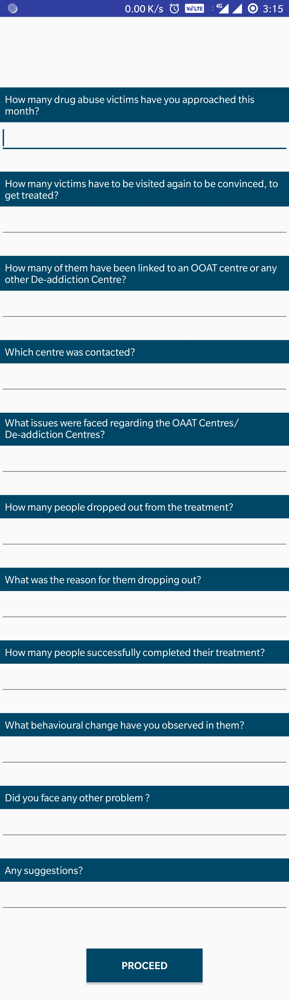 0.00 K/s VoLTE 4G 3:15
How many drug abuse victims have you approached this
month?
How many victims have to be visited again to be convinced, to
get treated?
How many of them have been linked to an OOAT centre or any
other De-addiction Centre?
Which centre was contacted?
What issues were faced regarding the OAAT Centres/
De-addiction Centres?
How many people dropped out from the treatment?
What was the reason for them dropping out?
How many people successfully completed their treatment?
What behavioural change have you observed in them?
Did you face any other problem ?
Any suggestions?
PROCEED